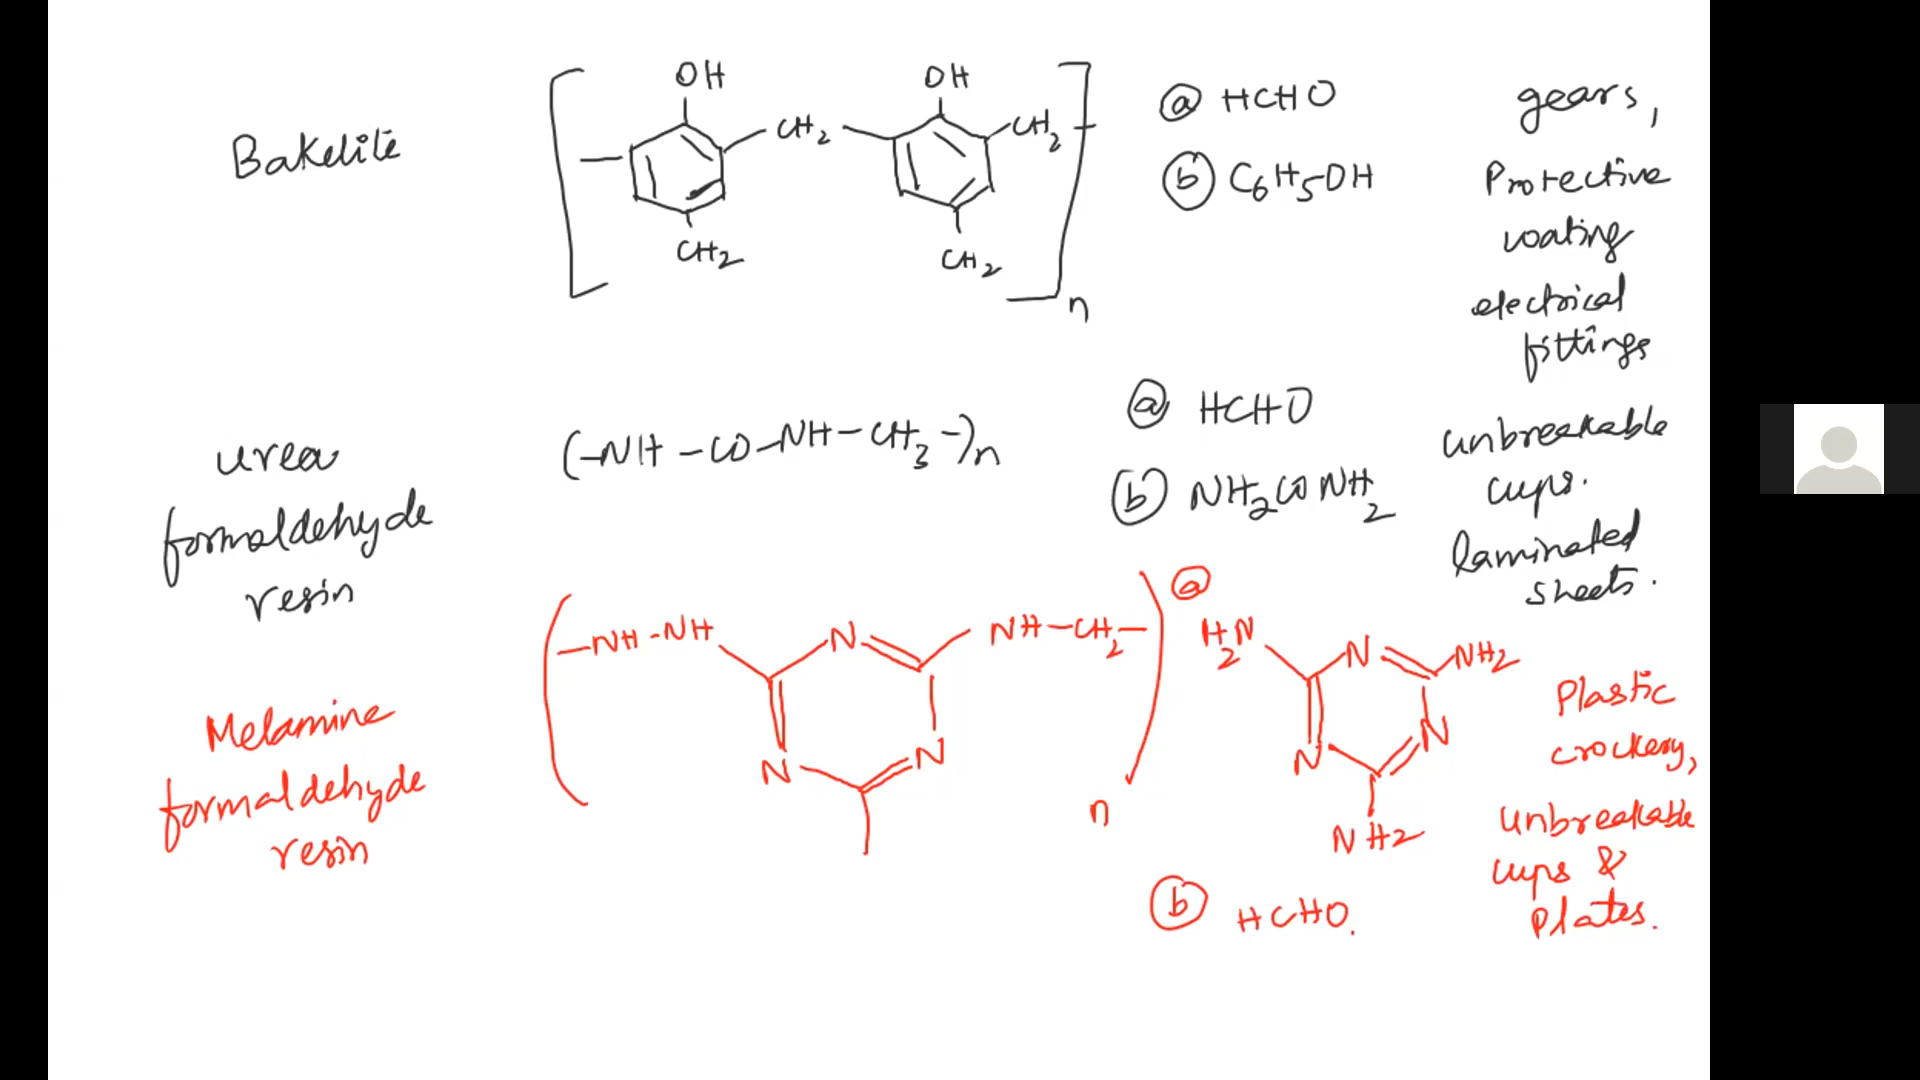 Bakelite
OH OH
CH2 CH2
CH2 CH2
n
ⓐ HCHO
ⓑ C6H5OH
gears,
Protective
coating
electrical
fittings
urea
formaldehyde
resin
(-NH-CO-NH-CH3-)n
ⓐ HCHO
ⓑ NH2CONH2
unbreakable
cups.
laminated
sheets.
Melamine
formaldehyde
resin
-NH-NH N NH-CH2-
N N
n
ⓐ
H2N N NH2
N N
NH2
ⓑ HCHO.
Plastic
crockery,
unbreakable
cups &
Plates.